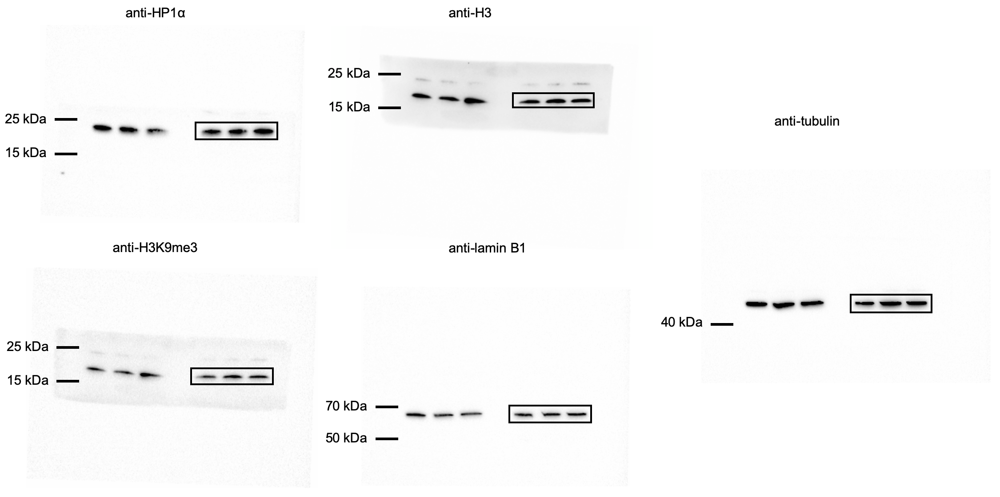 anti-HP1α
25 kDa
15 kDa
anti-H3
25 kDa
15 kDa
anti-tubulin
40 kDa
anti-H3K9me3
25 kDa
15 kDa
anti-lamin B1
70 kDa
50 kDa